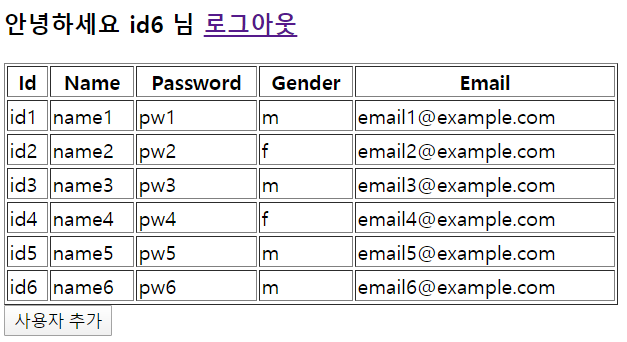 안녕하세요 id6 님 로그아웃
Id Name Password Gender Email
id1 name1 pw1 m email1@example.com
id2 name2 pw2 f email2@example.com
id3 name3 pw3 m email3@example.com
id4 name4 pw4 f email4@example.com
id5 name5 pw5 m email5@example.com
id6 name6 pw6 m email6@example.com
사용자 추가